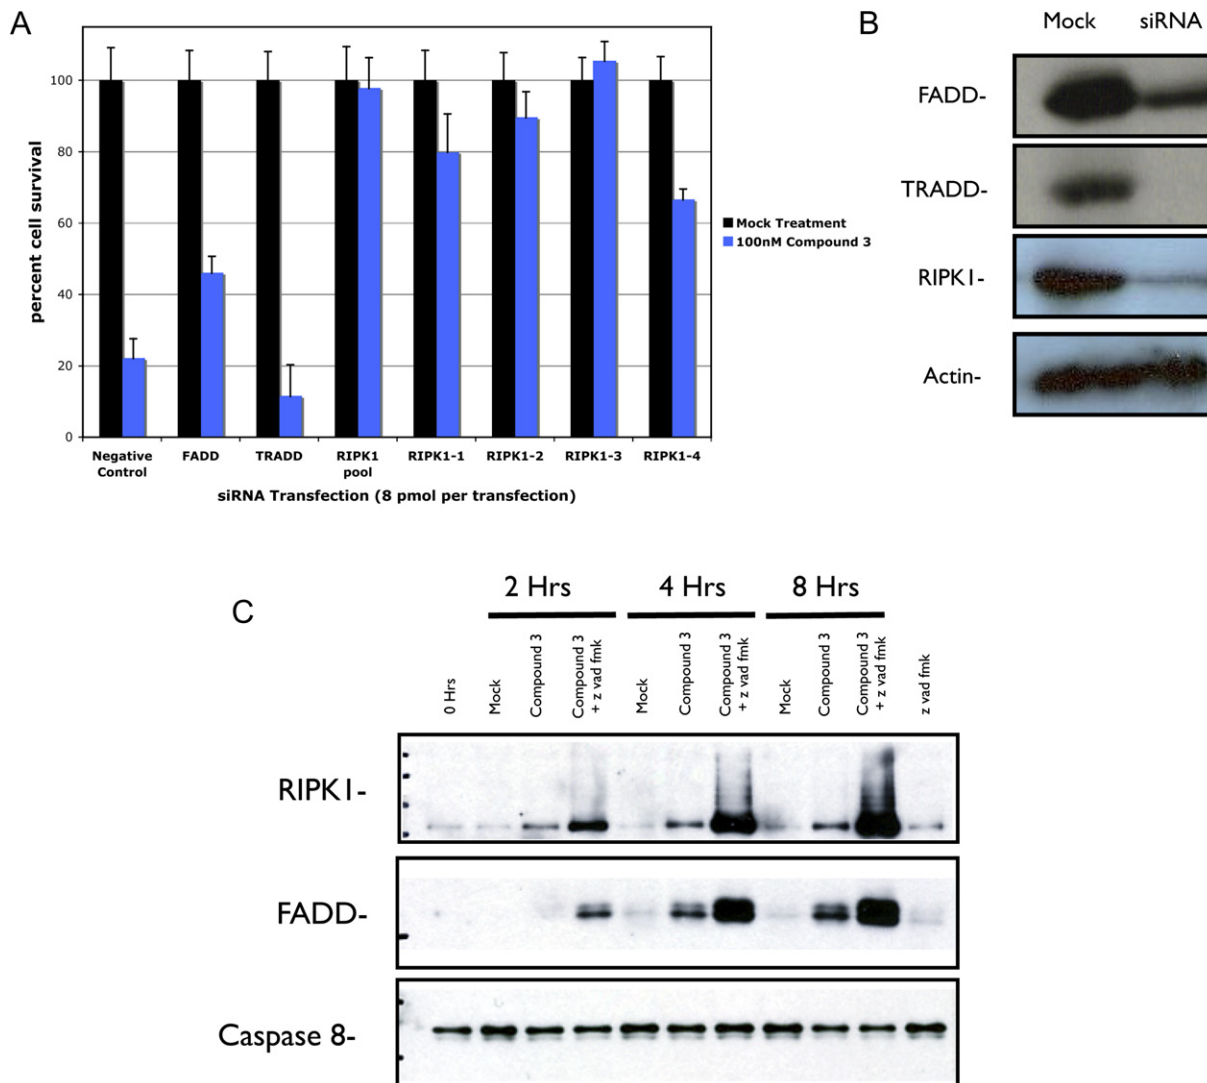 A
percent cell survival
100
80
60
40
20
0
Negative Control
FADD
TRADD
RIPK1 pool
RIPK1-1
RIPK1-2
RIPK1-3
RIPK1-4
siRNA Transfection (8 pmol per transfection)
Mock Treatment
100nM Compound 3
B
Mock siRNA
FADD-
TRADD-
RIPK1-
Actin-
C
2 Hrs 4 Hrs 8 Hrs
0 Hrs
Mock
Compound 3
Compound 3 + z vad fmk
Mock
Compound 3
Compound 3 + z vad fmk
Mock
Compound 3
Compound 3 + z vad fmk
z vad fmk
RIPK1-
FADD-
Caspase 8-